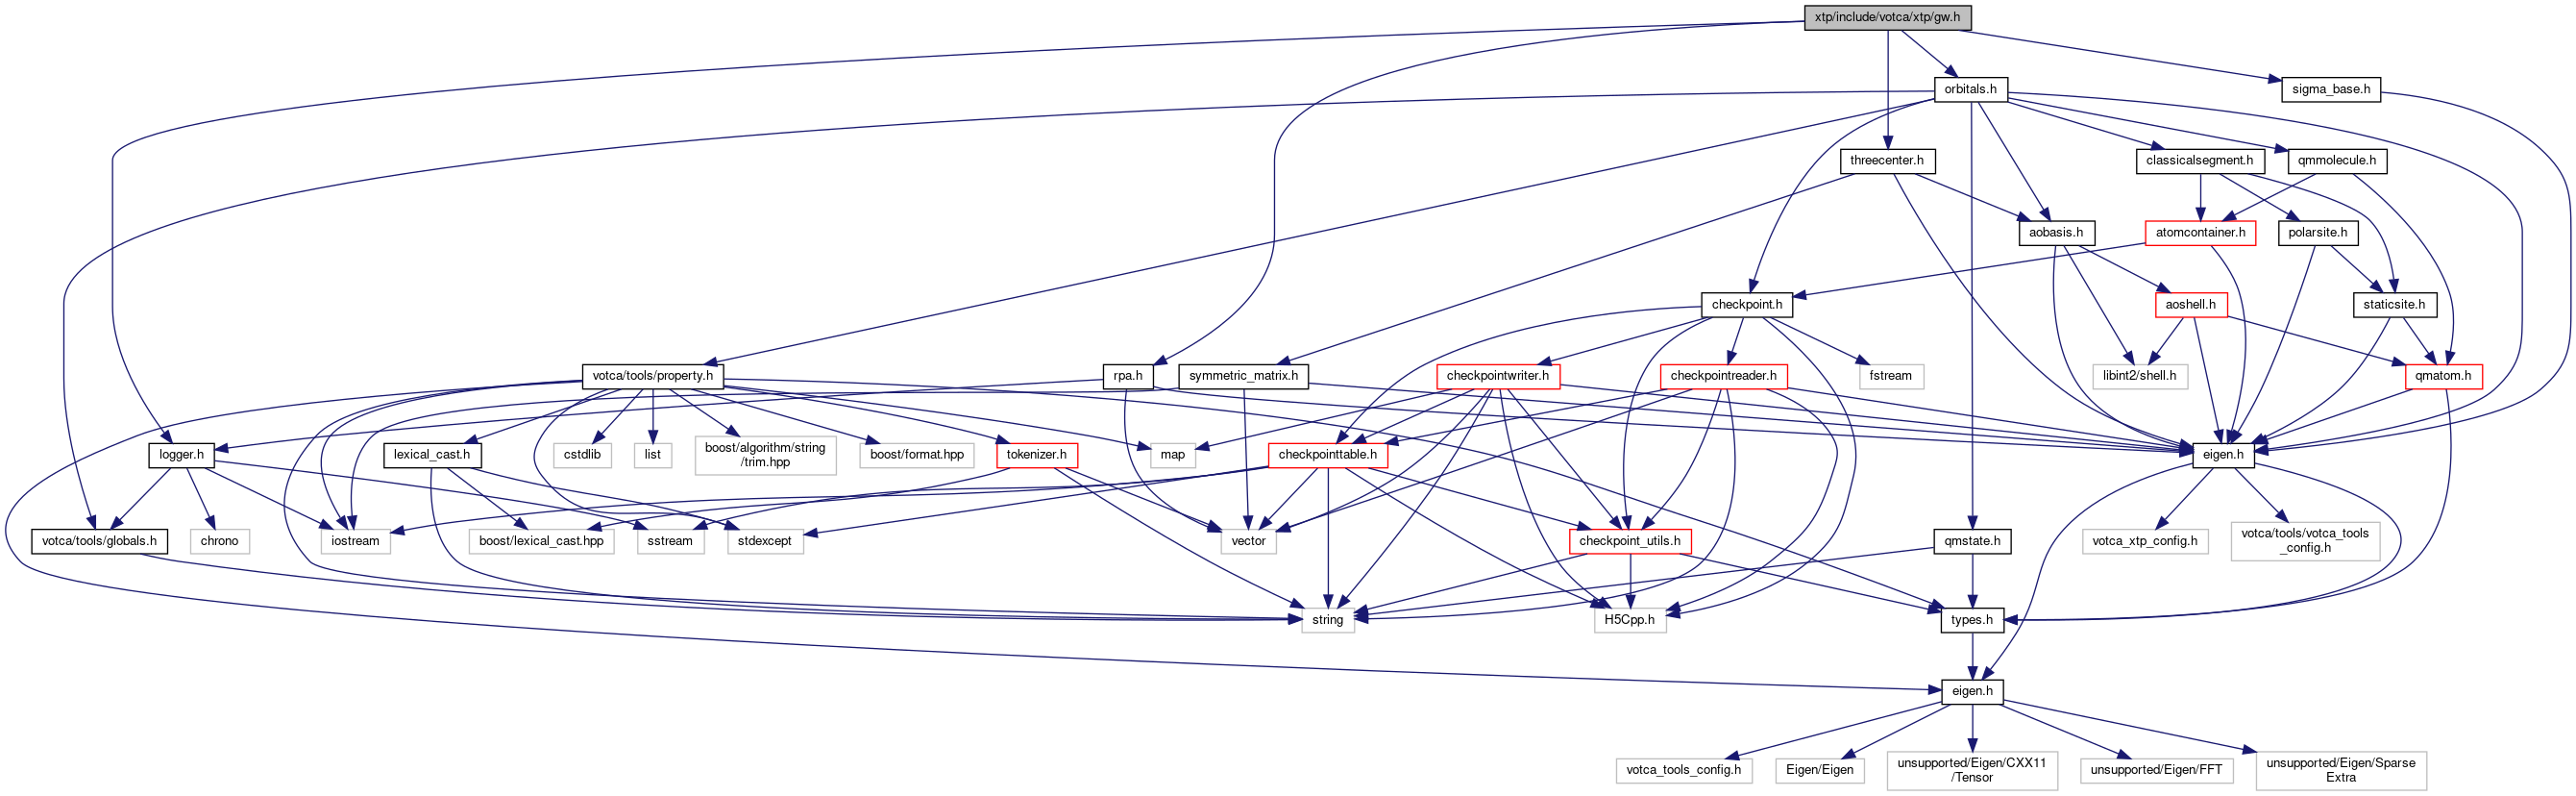 xtp/include/votca/xtp/gw.h
orbitals.h
sigma_base.h
threecenter.h
classicalsegment.h
qmmolecule.h
aobasis.h
atomcontainer.h
polarsite.h
checkpoint.h
aoshell.h
staticsite.h
votca/tools/property.h
rpa.h
symmetric_matrix.h
checkpointwriter.h
checkpointreader.h
fstream
libint2/shell.h
qmatom.h
logger.h
lexical_cast.h
cstdlib
list
boost/algorithm/string
/trim.hpp
boost/format.hpp
tokenizer.h
map
checkpointtable.h
eigen.h
votca/tools/globals.h
chrono
iostream
boost/lexical_cast.hpp
sstream
stdexcept
vector
checkpoint_utils.h
qmstate.h
votca_xtp_config.h
votca/tools/votca_tools
_config.h
string
H5Cpp.h
types.h
eigen.h
votca_tools_config.h
Eigen/Eigen
unsupported/Eigen/CXX11
/Tensor
unsupported/Eigen/FFT
unsupported/Eigen/Sparse
Extra